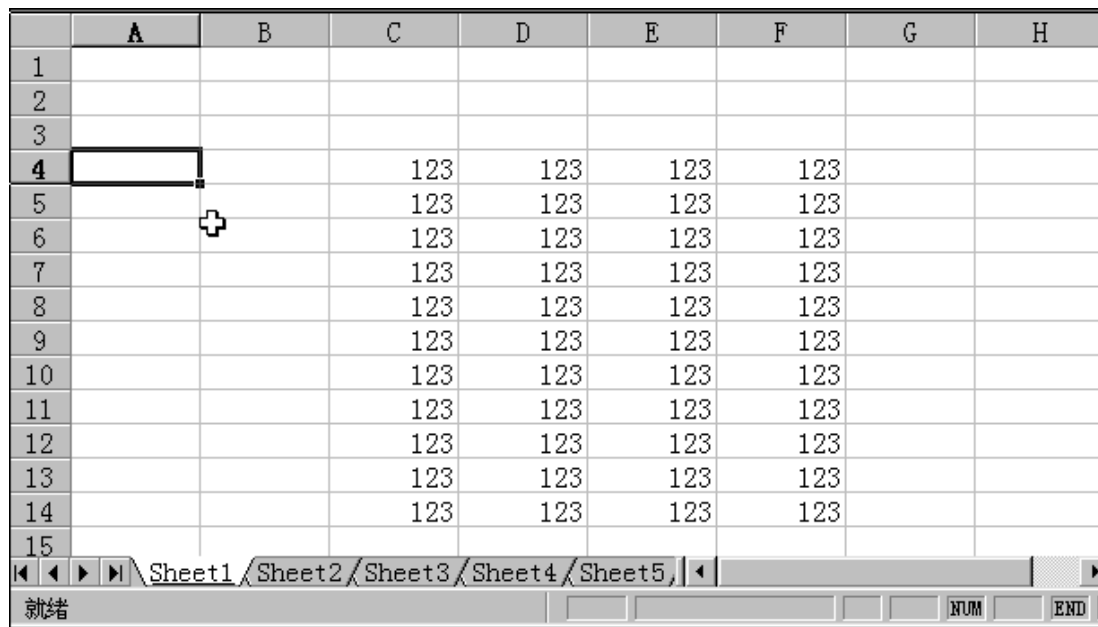 A B C D E F G H
1
2
3
4 123 123 123 123
5 123 123 123 123
6 123 123 123 123
7 123 123 123 123
8 123 123 123 123
9 123 123 123 123
10 123 123 123 123
11 123 123 123 123
12 123 123 123 123
13 123 123 123 123
14 123 123 123 123
15
Sheet1 Sheet2 Sheet3 Sheet4 Sheet5
就绪 NUM END